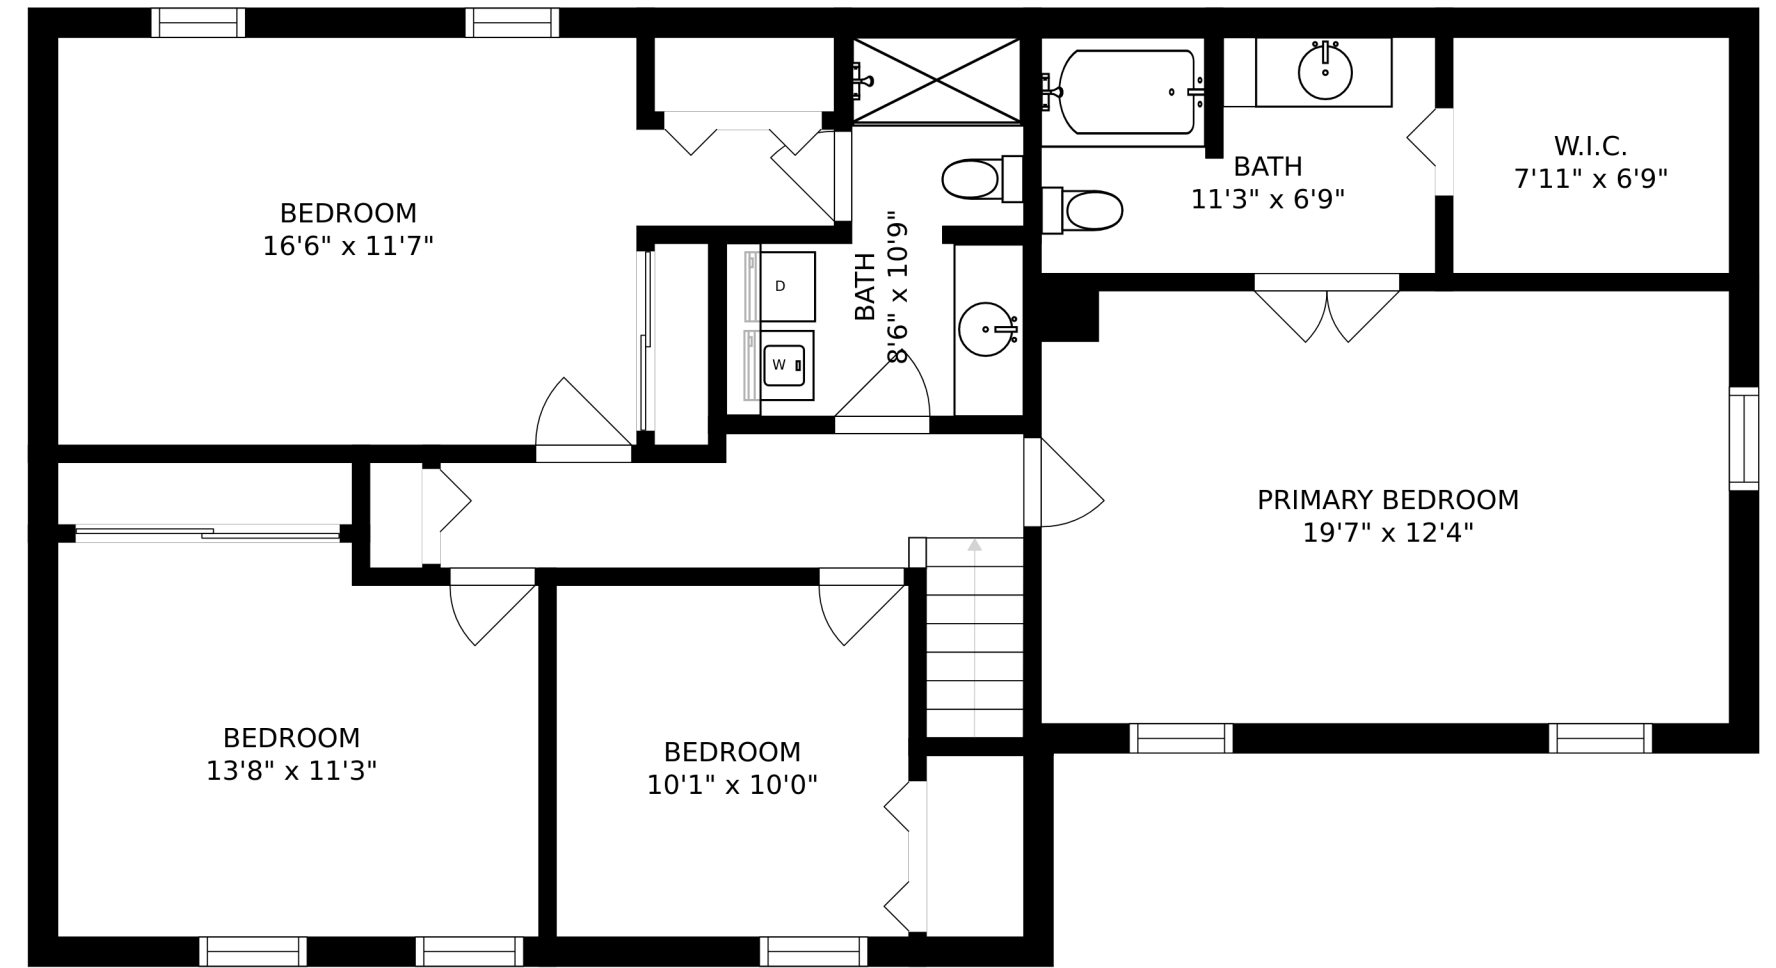 BEDROOM
16'6" x 11'7"
D
W
BATH
8'6" x 10'9"
BATH
11'3" x 6'9"
W.I.C.
7'11" x 6'9"
PRIMARY BEDROOM
19'7" x 12'4"
BEDROOM
13'8" x 11'3"
BEDROOM
10'1" x 10'0"